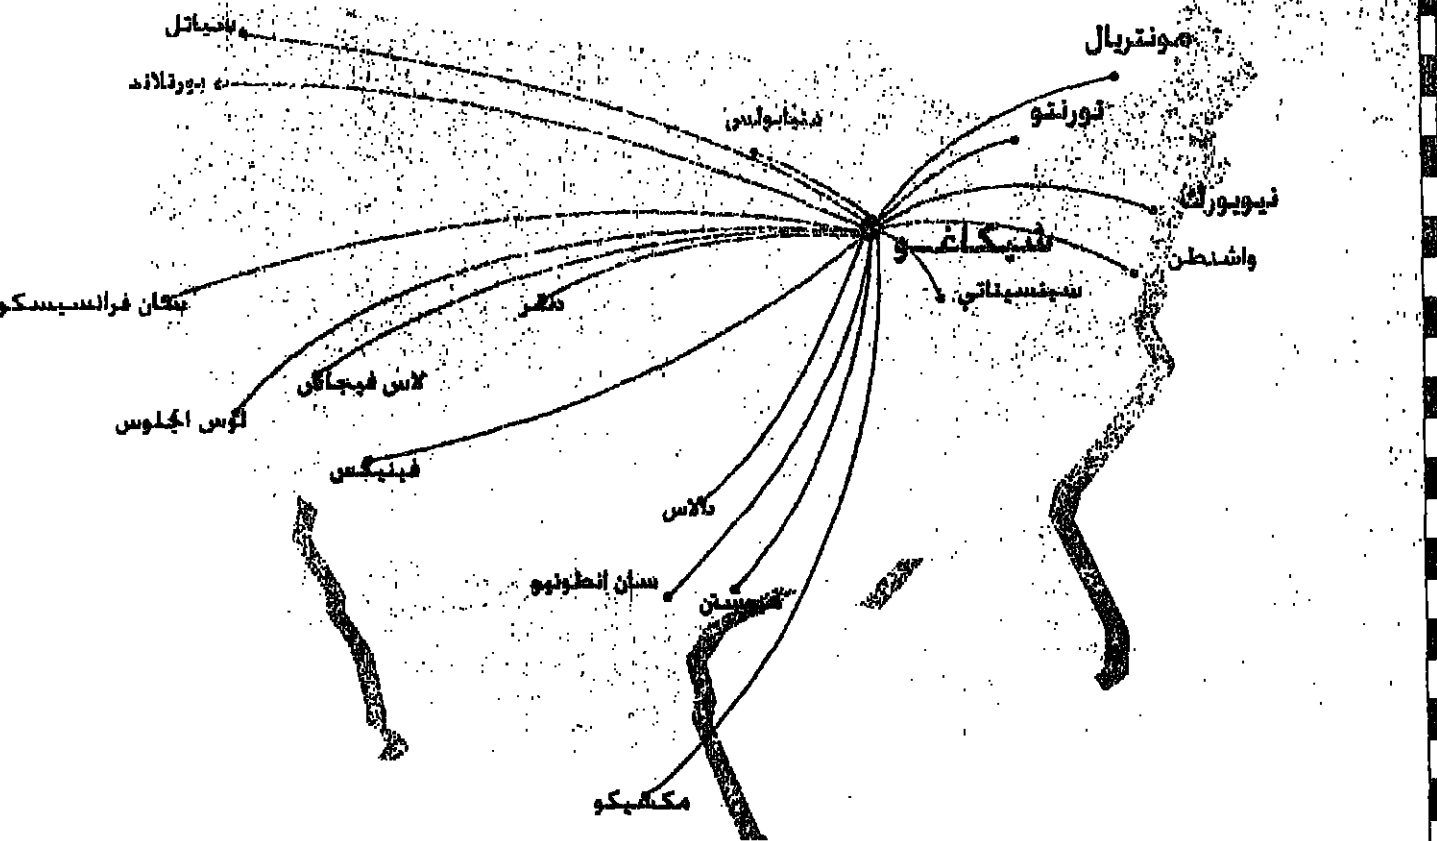 سياتل
مونتريال
بورتلاند
تورنتو
نيويورك
شيكاغو
واشنطن
سينسيناتي
سان فرانسيسكو
دنفر
لاس فيجاس
لوس انجلوس
فينيكس
دالاس
سان انطونيو
هيوستن
مكسيكو